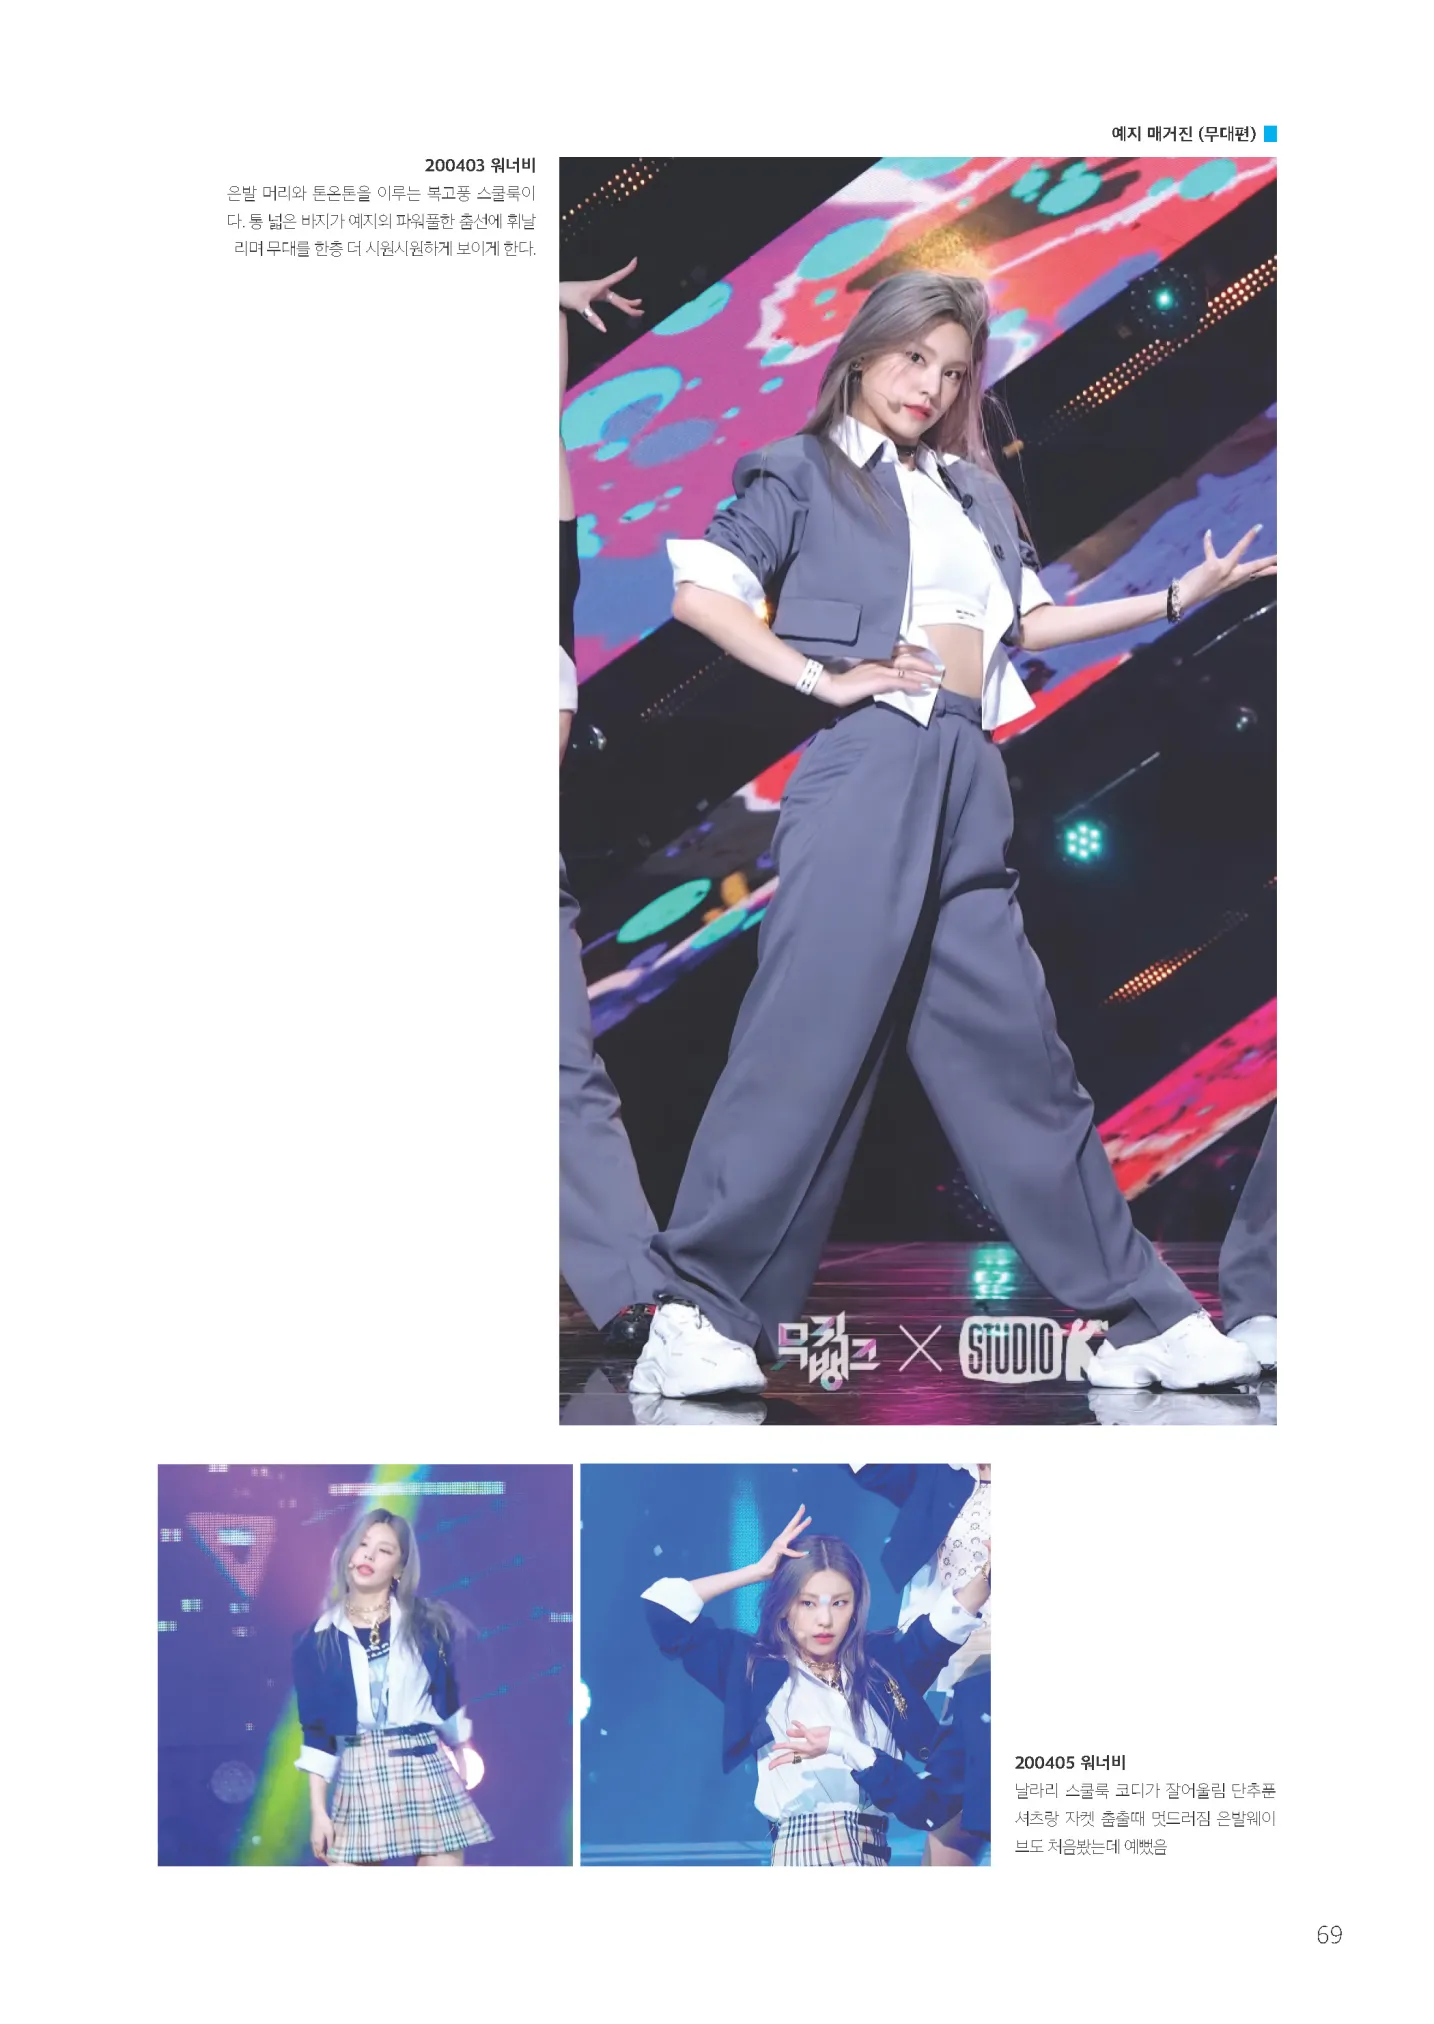 예지 매거진 (무대편)
200403 워너비
은발 머리와 톤온톤을 이루는 복고풍 스쿨룩이
다. 통 넓은 바지가 예지의 파워풀한 춤선에 휘날
리며 무대를 한층 더 시원시원하게 보이게 한다.
뮤직뱅크 X STUDIO K
200405 워너비
날라리 스쿨룩 코디가 잘어울림 단추푼
셔츠랑 자켓 춤출때 멋드러짐 은발웨이
브도 처음봤는데 예뻤음
69